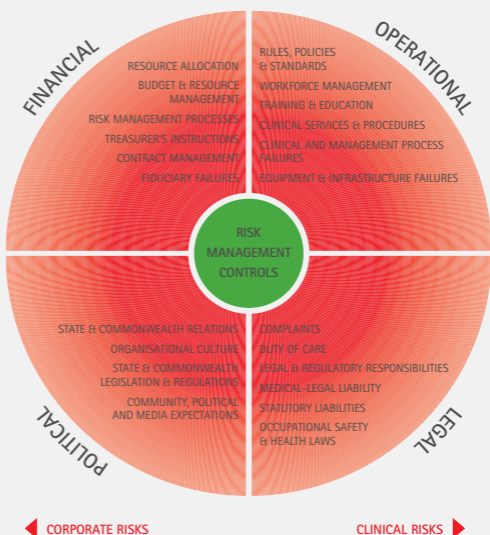 FINANCIAL
RESOURCE ALLOCATION
BUDGET & RESOURCE
MANAGEMENT
RISK MANAGEMENT PROCESSES
TREASURER'S INSTRUCTIONS
CONTRACT MANAGEMENT
FIDUCIARY FAILURES
OPERATIONAL
RULES, POLICIES
& STANDARDS
WORKFORCE MANAGEMENT
TRAINING & EDUCATION
CLINICAL SERVICES & PROCEDURES
CLINICAL AND MANAGEMENT PROCESS
FAILURES
EQUIPMENT & INFRASTRUCTURE FAILURES
RISK
MANAGEMENT
CONTROLS
POLITICAL
STATE & COMMONWEALTH RELATIONS
ORGANISATIONAL CULTURE
STATE & COMMONWEALTH
LEGISLATION & REGULATIONS
COMMUNITY, POLITICAL
AND MEDIA EXPECTATIONS
LEGAL
COMPLAINTS
DUTY OF CARE
LEGAL & REGULATORY RESPONSIBILITIES
MEDICAL-LEGAL LIABILITY
STATUTORY LIABILITIES
OCCUPATIONAL SAFETY
& HEALTH LAWS
CORPORATE RISKS
CLINICAL RISKS